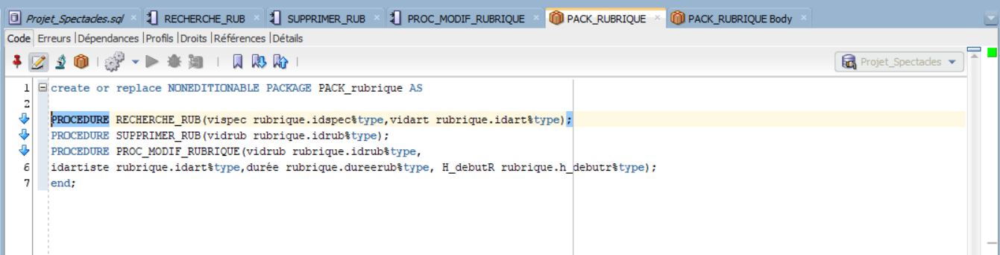 Projet_Spectacles.sql × RECHERCHE_RUB × SUPPRIMER_RUB × PROC_MODIF_RUBRIQUE × PACK_RUBRIQUE × PACK_RUBRIQUE Body ×
Code Erreurs |Dépendances |Profils |Droits |Références |Détails
Projet_Spectacles
1 create or replace NONEDITIONABLE PACKAGE PACK_rubrique AS
2
PROCEDURE RECHERCHE_RUB(vispec rubrique.idspec%type,vidart rubrique.idart%type);
PROCEDURE SUPPRIMER_RUB(vidrub rubrique.idrub%type);
PROCEDURE PROC_MODIF_RUBRIQUE(vidrub rubrique.idrub%type,
6 idartiste rubrique.idart%type,durée rubrique.dureerub%type, H_debutR rubrique.h_debutr%type);
7 end;